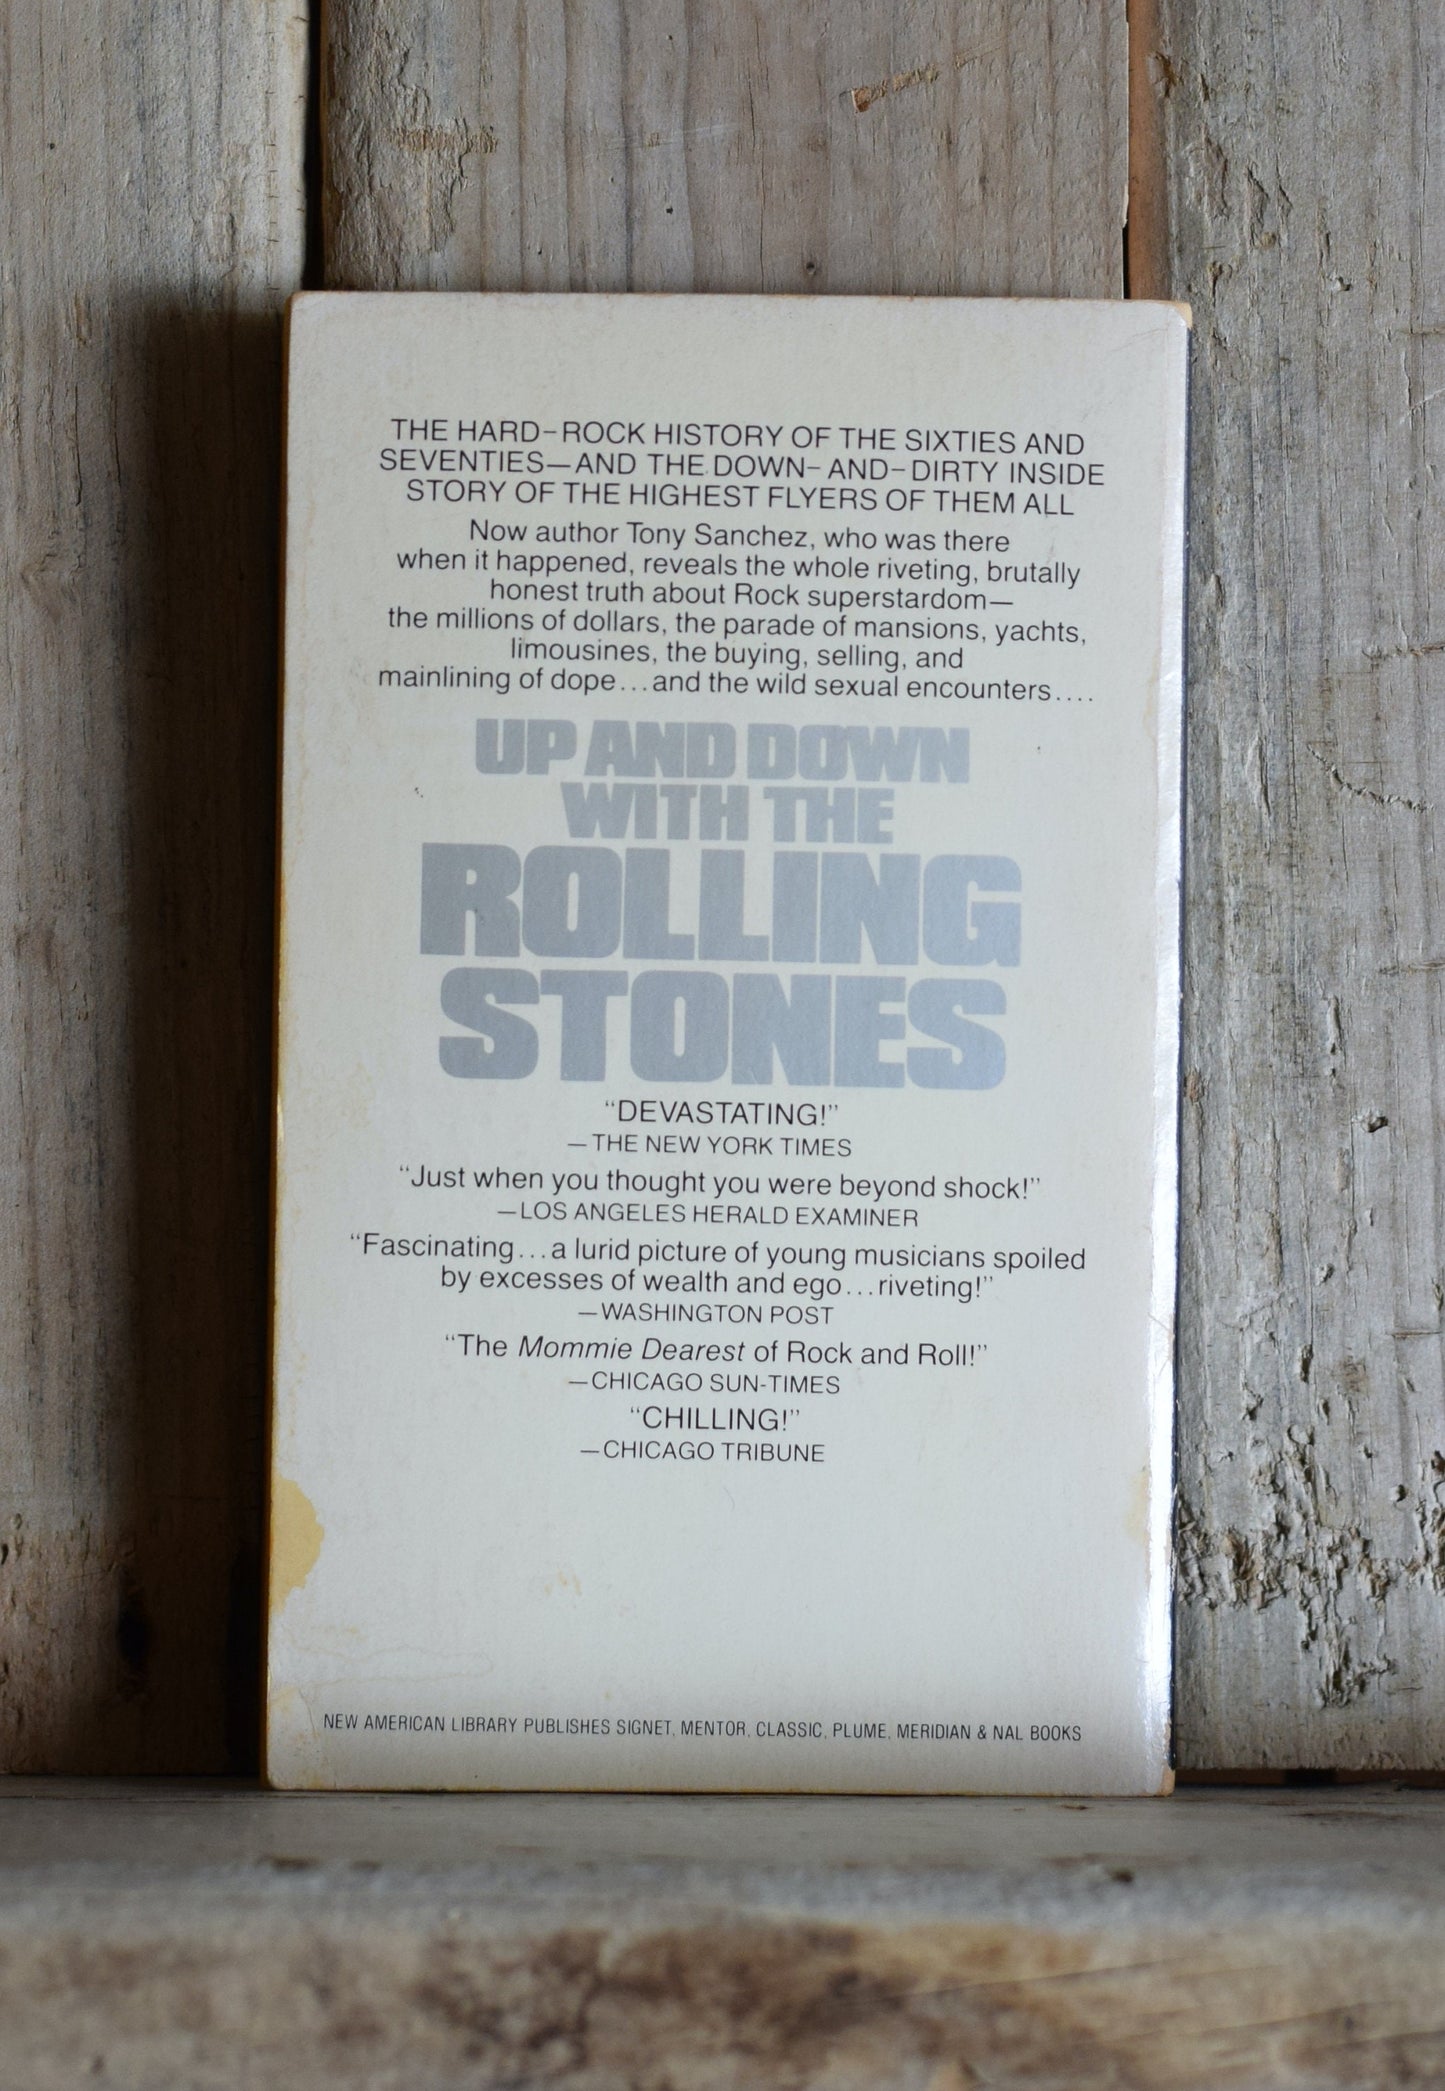 THE HARD-ROCK HISTORY OF THE SIXTIES AND
SEVENTIES—AND THE DOWN-AND-DIRTY INSIDE
STORY OF THE HIGHEST FLYERS OF THEM ALL
Now author Tony Sanchez, who was there
when it happened, reveals the whole riveting, brutally
honest truth about Rock superstardom—
the millions of dollars, the parade of mansions, yachts,
limousines, the buying, selling, and
mainlining of dope...and the wild sexual encounters....
UP AND DOWN
WITH THE
ROLLING
STONES
“DEVASTATING!”
—THE NEW YORK TIMES
“Just when you thought you were beyond shock!”
—LOS ANGELES HERALD EXAMINER
“Fascinating...a lurid picture of young musicians spoiled
by excesses of wealth and ego...riveting!”
—WASHINGTON POST
“The Mommie Dearest of Rock and Roll!”
—CHICAGO SUN-TIMES
“CHILLING!”
—CHICAGO TRIBUNE
NEW AMERICAN LIBRARY PUBLISHES SIGNET, MENTOR, CLASSIC, PLUME, MERIDIAN & NAL BOOKS